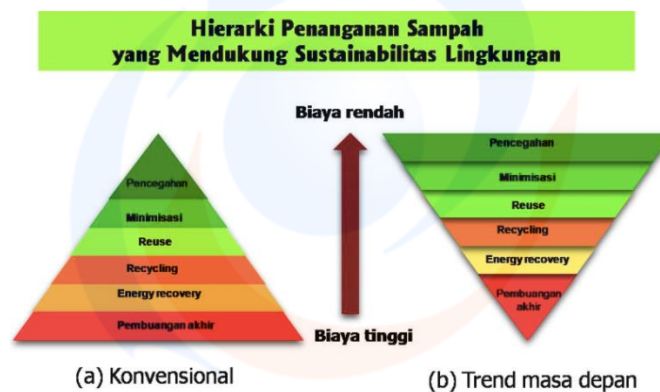 Hierarki Penanganan Sampah
yang Mendukung Sustainabilitas Lingkungan
Biaya rendah
Biaya tinggi
Pencegahan
Minimisasi
Reuse
Recycling
Energy recovery
Pembuangan akhir
(a) Konvensional
Pencegahan
Minimisasi
Reuse
Recycling
Energy recovery
Pembuangan
akhir
(b) Trend masa depan